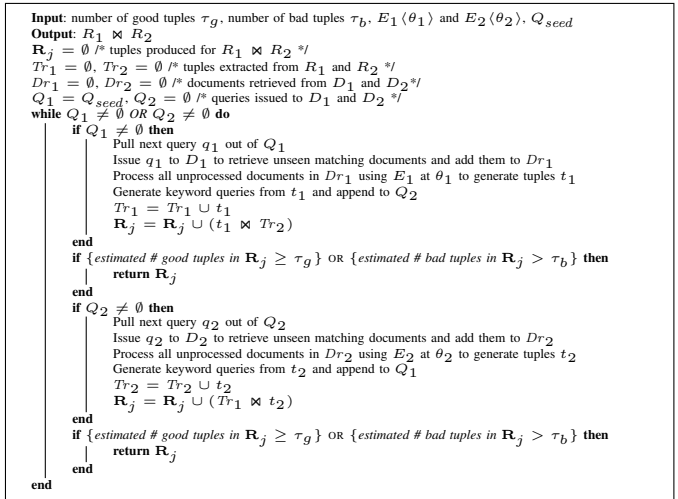 Input: number of good tuples τg, number of bad tuples τb, E1⟨θ1⟩ and E2⟨θ2⟩, Qseed
Output: R1 ⋈ R2
Rj = ∅ /* tuples produced for R1 ⋈ R2 */
Tr1 = ∅, Tr2 = ∅ /* tuples extracted from R1 and R2 */
Dr1 = ∅, Dr2 = ∅ /* documents retrieved from D1 and D2*/
Q1 = Qseed, Q2 = ∅ /* queries issued to D1 and D2 */
while Q1 ≠ ∅ OR Q2 ≠ ∅ do
if Q1 ≠ ∅ then
Pull next query q1 out of Q1
Issue q1 to D1 to retrieve unseen matching documents and add them to Dr1
Process all unprocessed documents in Dr1 using E1 at θ1 to generate tuples t1
Generate keyword queries from t1 and append to Q2
Tr1 = Tr1 ∪ t1
Rj = Rj ∪ (t1 ⋈ Tr2)
end
if {estimated # good tuples in Rj ≥ τg} OR {estimated # bad tuples in Rj > τb} then
return Rj
end
if Q2 ≠ ∅ then
Pull next query q2 out of Q2
Issue q2 to D2 to retrieve unseen matching documents and add them to Dr2
Process all unprocessed documents in Dr2 using E2 at θ2 to generate tuples t2
Generate keyword queries from t2 and append to Q1
Tr2 = Tr2 ∪ t2
Rj = Rj ∪ (Tr1 ⋈ t2)
end
if {estimated # good tuples in Rj ≥ τg} OR {estimated # bad tuples in Rj > τb} then
return Rj
end
end